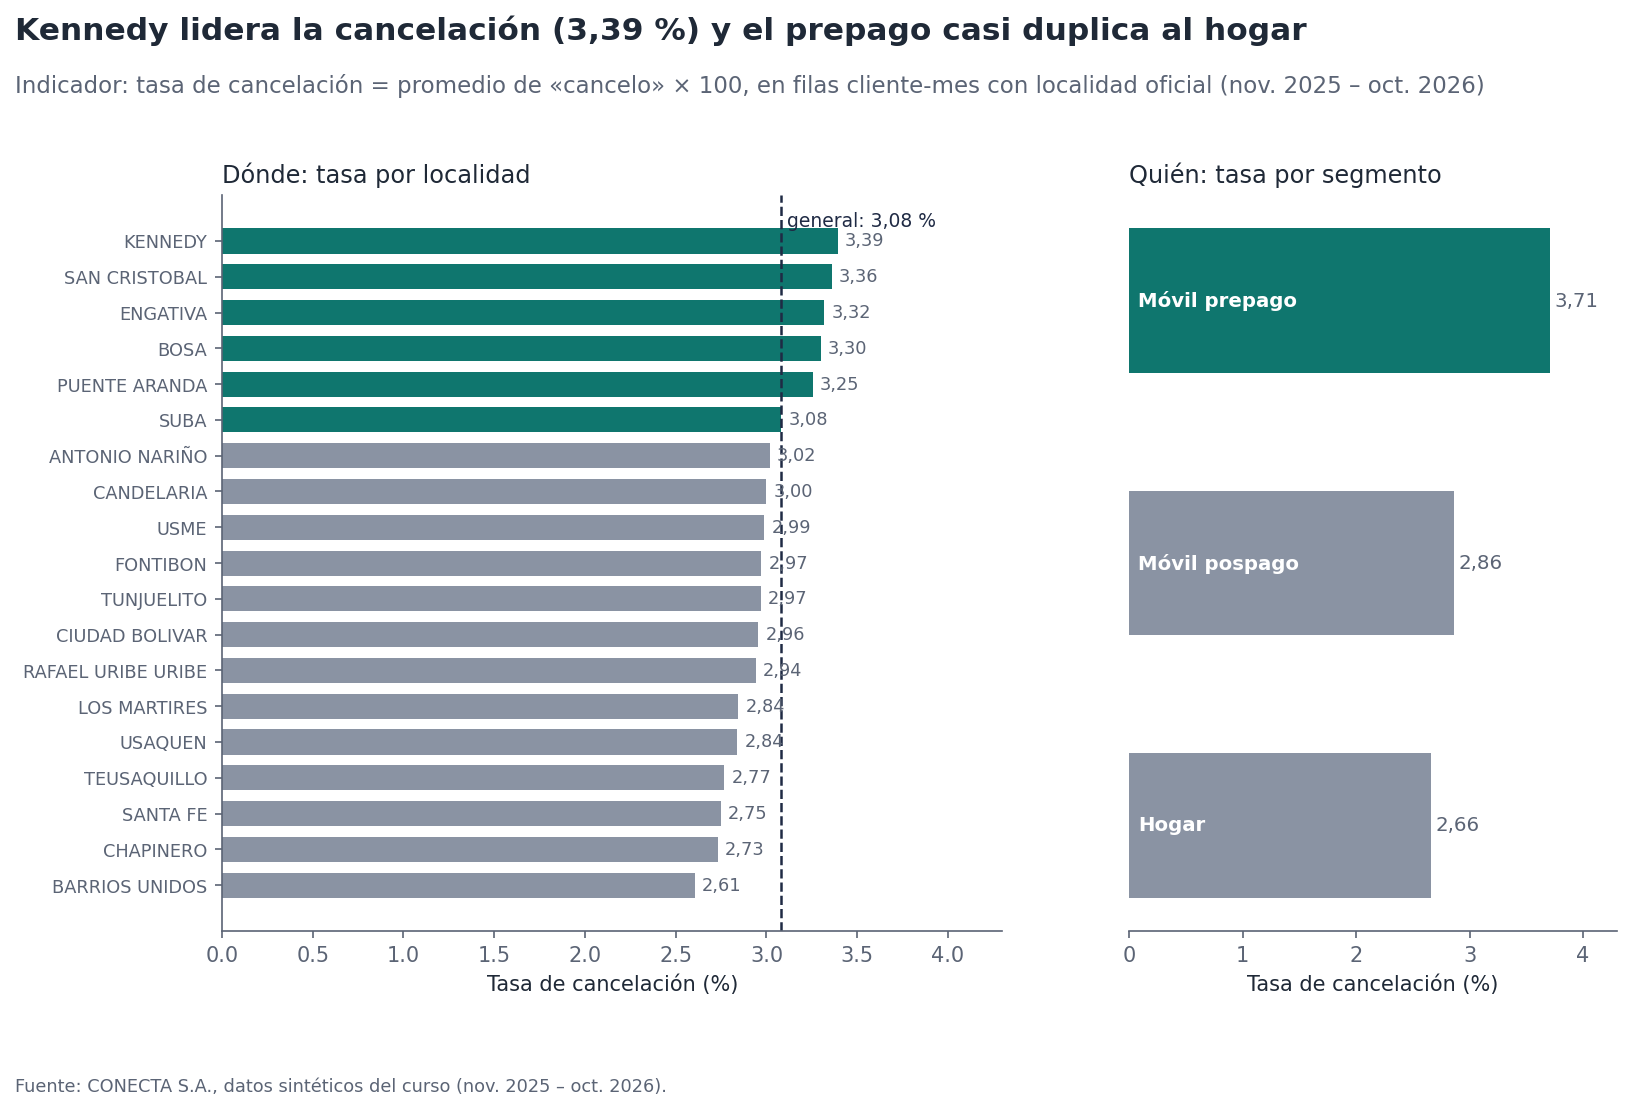 Kennedy lidera la cancelación (3,39 %) y el prepago casi duplica al hogar
Indicador: tasa de cancelación = promedio de «cancelo» × 100, en filas cliente-mes con localidad oficial (nov. 2025 – oct. 2026)
Dónde: tasa por localidad
general: 3,08 %
KENNEDY 3,39
SAN CRISTOBAL 3,36
ENGATIVA 3,32
BOSA 3,30
PUENTE ARANDA 3,25
SUBA 3,08
ANTONIO NARIÑO 3,02
CANDELARIA 3,00
USME 2,99
FONTIBON 2,97
TUNJUELITO 2,97
CIUDAD BOLIVAR 2,96
RAFAEL URIBE URIBE 2,94
LOS MARTIRES 2,84
USAQUEN 2,84
TEUSAQUILLO 2,77
SANTA FE 2,75
CHAPINERO 2,73
BARRIOS UNIDOS 2,61
0.0 0.5 1.0 1.5 2.0 2.5 3.0 3.5 4.0
Tasa de cancelación (%)
Quién: tasa por segmento
Móvil prepago 3,71
Móvil pospago 2,86
Hogar 2,66
0 1 2 3 4
Tasa de cancelación (%)
Fuente: CONECTA S.A., datos sintéticos del curso (nov. 2025 – oct. 2026).